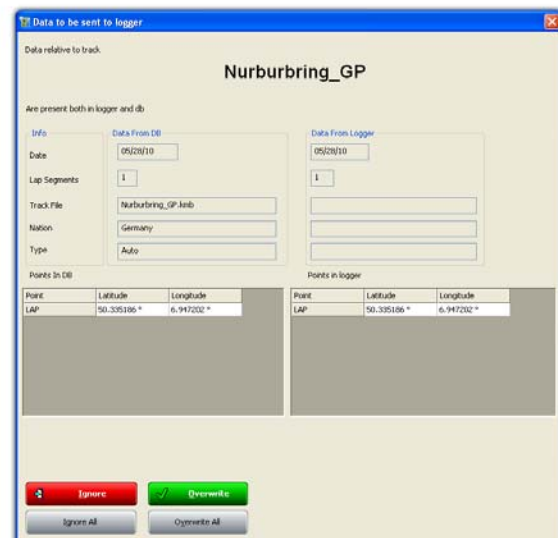 Data to be sent to logger
Data relative to track
Nurburbring_GP
Are present both in logger and db
Info Data From DB Data From Logger
Date 05/28/10 05/28/10
Lap Segments 1 1
Track File Nurburbring_GP.kmb
Nation Germany
Type Auto
Points In DB Points in logger
Point Latitude Longitude Point Latitude Longitude
LAP 50.335186 * 6.947202 * LAP 50.335186 * 6.947202 *
Ignore Overwrite
Ignore All Overwrite All